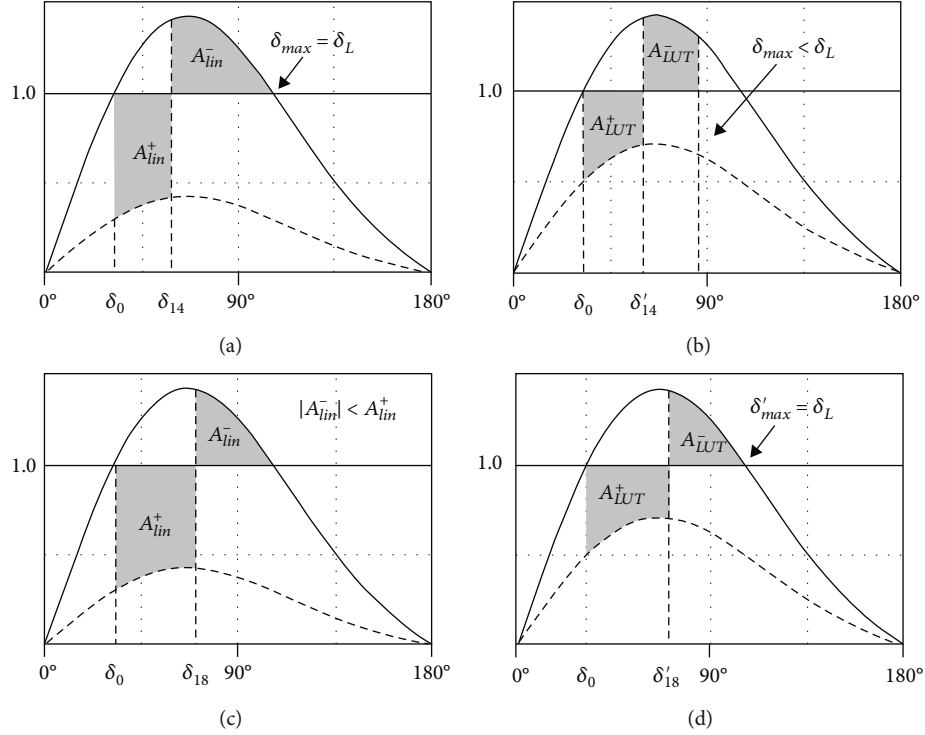 δmax = δL
A−lin
1.0
A+lin
0° δ0 δ14 90° 180°
(a)
δmax < δL
A−LUT
1.0
A+LUT
0° δ0 δ′14 90° 180°
(b)
|A−lin| < A+lin
A−lin
1.0
A+lin
0° δ0 δ18 90° 180°
(c)
δ′max = δL
A−LUT
1.0
A+LUT
0° δ0 δ′18 90° 180°
(d)